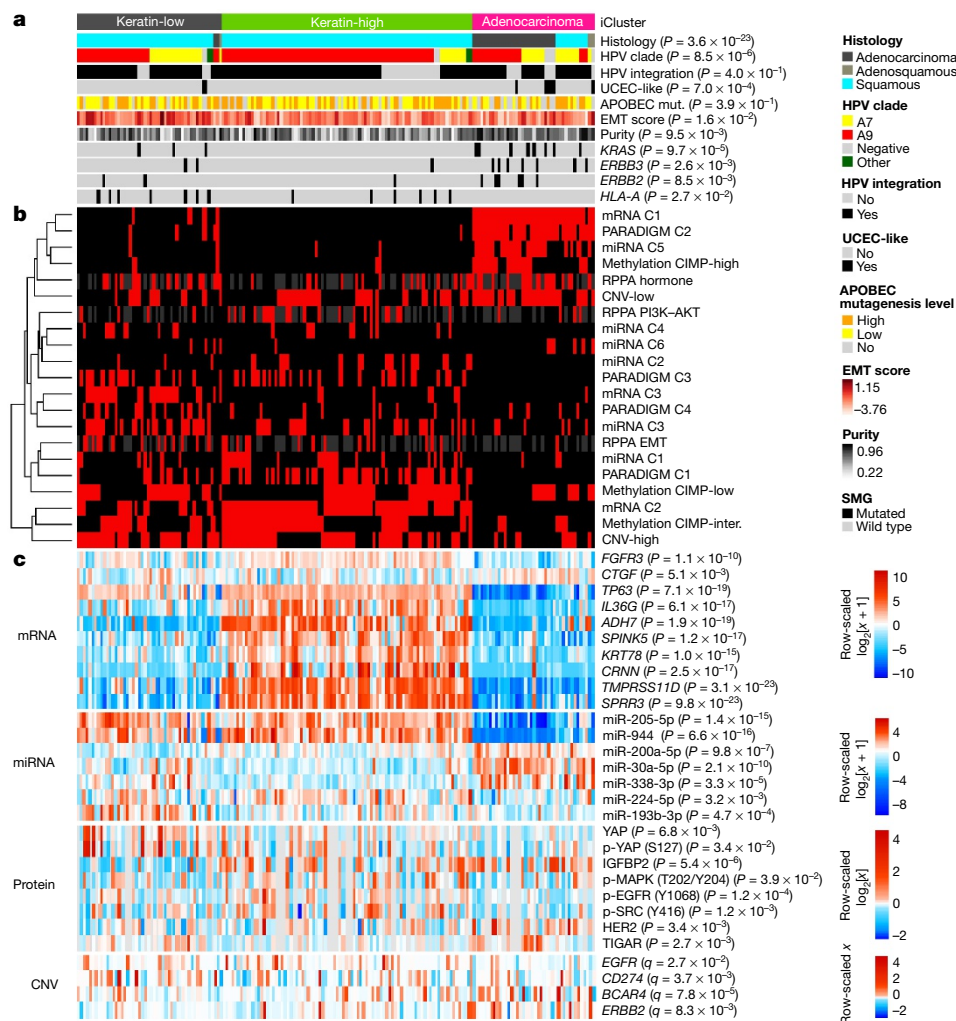 a
Keratin-low
Keratin-high
Adenocarcinoma
iCluster
Histology (P = 3.6 × 10⁻²³)
HPV clade (P = 8.5 × 10⁻⁶)
HPV integration (P = 4.0 × 10⁻¹)
UCEC-like (P = 7.0 × 10⁻⁴)
APOBEC mut. (P = 3.9 × 10⁻¹)
EMT score (P = 1.6 × 10⁻²)
Purity (P = 9.5 × 10⁻³)
KRAS (P = 9.7 × 10⁻⁵)
ERBB3 (P = 2.6 × 10⁻³)
ERBB2 (P = 8.5 × 10⁻³)
HLA-A (P = 2.7 × 10⁻²)
b
mRNA C1
PARADIGM C2
miRNA C5
Methylation CIMP-high
RPPA hormone
CNV-low
RPPA PI3K–AKT
miRNA C4
miRNA C6
miRNA C2
PARADIGM C3
mRNA C3
PARADIGM C4
miRNA C3
RPPA EMT
miRNA C1
PARADIGM C1
Methylation CIMP-low
mRNA C2
Methylation CIMP-inter.
CNV-high
c
mRNA
FGFR3 (P = 1.1 × 10⁻¹⁰)
CTGF (P = 5.1 × 10⁻³)
TP63 (P = 7.1 × 10⁻¹⁹)
IL36G (P = 6.1 × 10⁻¹⁷)
ADH7 (P = 1.9 × 10⁻¹⁹)
SPINK5 (P = 1.2 × 10⁻¹⁷)
KRT78 (P = 1.0 × 10⁻¹⁵)
CRNN (P = 2.5 × 10⁻¹⁷)
TMPRSS11D (P = 3.1 × 10⁻²³)
SPRR3 (P = 9.8 × 10⁻²³)
miRNA
miR-205-5p (P = 1.4 × 10⁻¹⁵)
miR-944 (P = 6.6 × 10⁻¹⁶)
miR-200a-5p (P = 9.8 × 10⁻⁷)
miR-30a-5p (P = 2.1 × 10⁻¹⁰)
miR-338-3p (P = 3.3 × 10⁻⁵)
miR-224-5p (P = 3.2 × 10⁻³)
miR-193b-3p (P = 4.7 × 10⁻⁴)
Protein
YAP (P = 6.8 × 10⁻³)
p-YAP (S127) (P = 3.4 × 10⁻²)
IGFBP2 (P = 5.4 × 10⁻⁶)
p-MAPK (T202/Y204) (P = 3.9 × 10⁻²)
p-EGFR (Y1068) (P = 1.2 × 10⁻⁴)
p-SRC (Y416) (P = 1.2 × 10⁻³)
HER2 (P = 3.4 × 10⁻³)
TIGAR (P = 2.7 × 10⁻³)
CNV
EGFR (q = 2.7 × 10⁻²)
CD274 (q = 3.7 × 10⁻³)
BCAR4 (q = 7.8 × 10⁻⁵)
ERBB2 (q = 8.3 × 10⁻³)
Histology
Adenocarcinoma
Adenosquamous
Squamous
HPV clade
A7
A9
Negative
Other
HPV integration
No
Yes
UCEC-like
No
Yes
APOBEC
mutagenesis level
High
Low
No
EMT score
1.15
−3.76
Purity
0.96
0.22
SMG
Mutated
Wild type
Row-scaled
log₂[x + 1]
10
5
0
−5
−10
Row-scaled
log₂[x + 1]
4
0
−4
−8
Row-scaled
log₂[x]
4
2
0
−2
Row-scaled x
4
2
0
−2